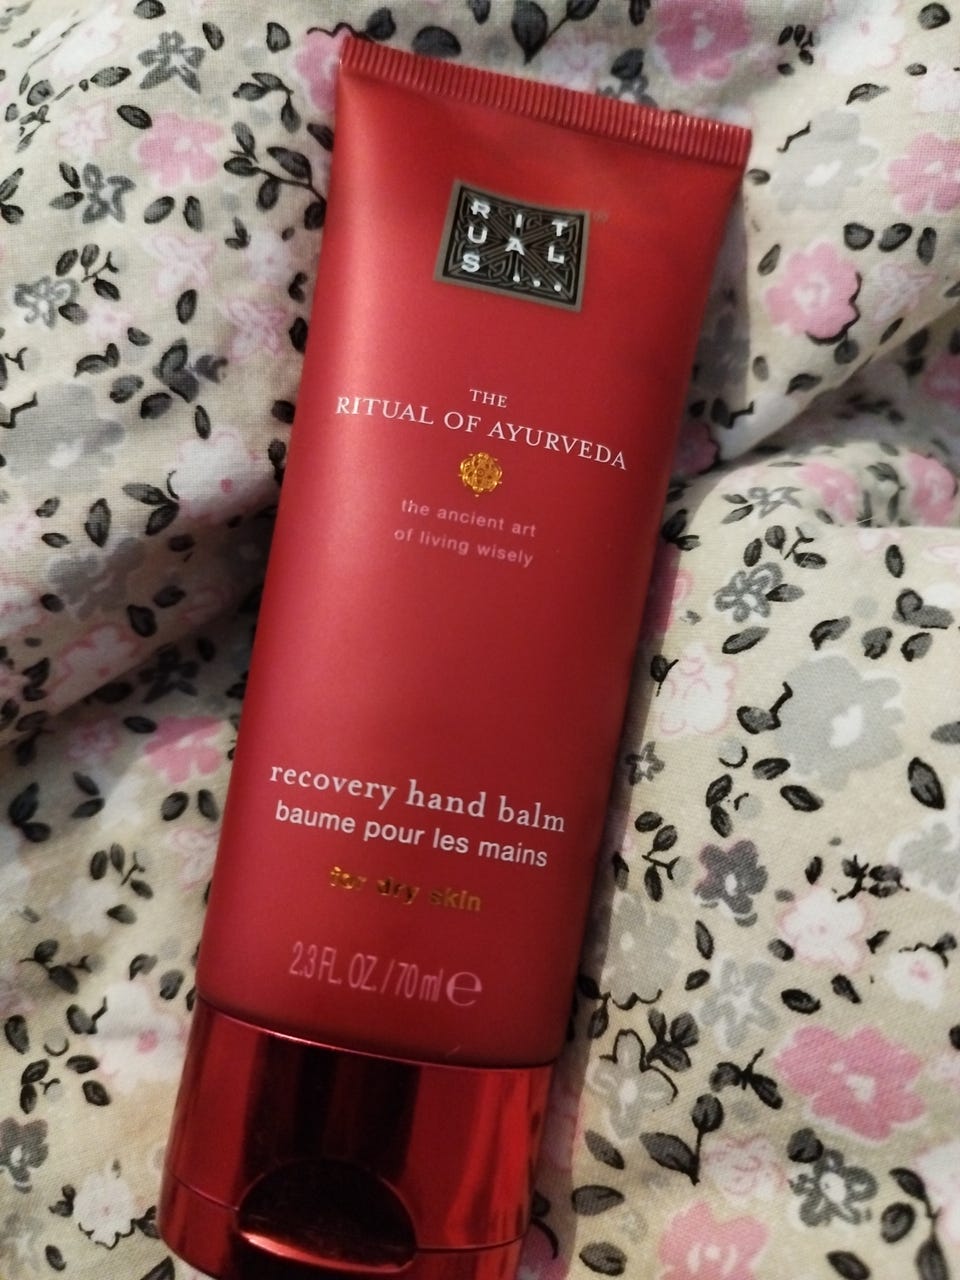 RIT
UAL
S...
THE
RITUAL OF AYURVEDA
the ancient art
of living wisely
recovery hand balm
baume pour les mains
for dry skin
2.3 FL. OZ. / 70 ml ℮